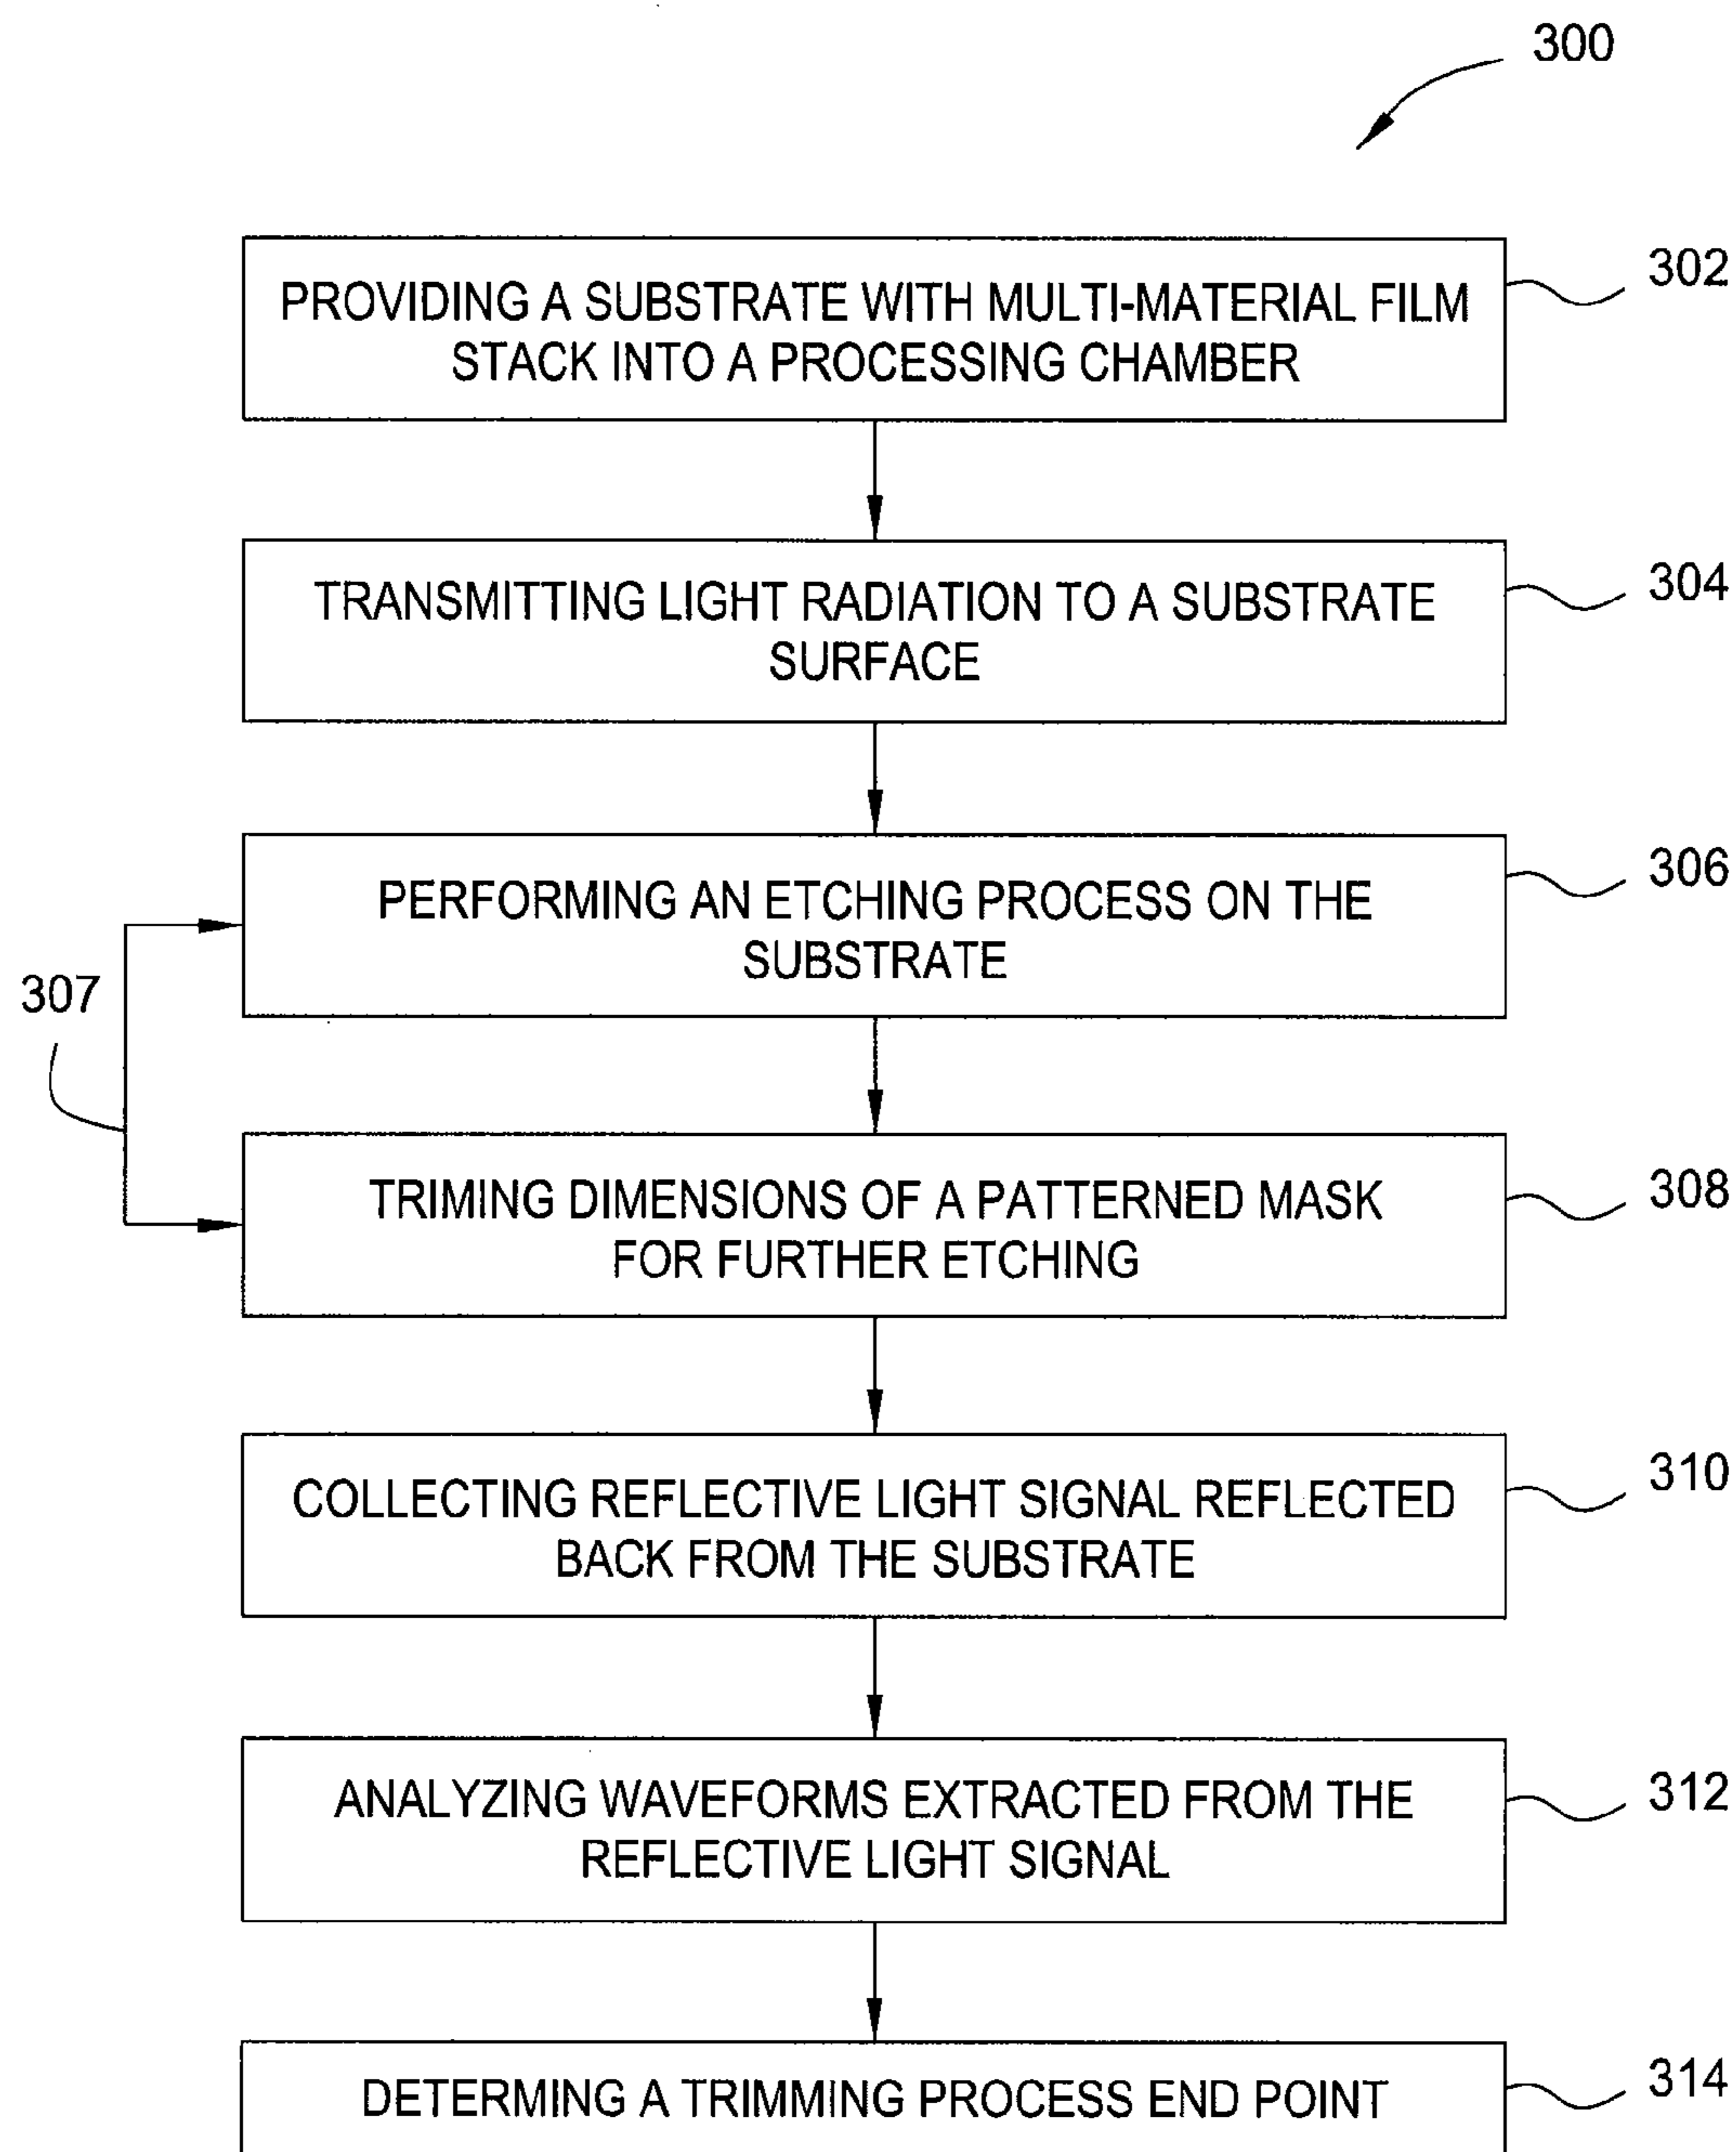 300
PROVIDING A SUBSTRATE WITH MULTI-MATERIAL FILM
STACK INTO A PROCESSING CHAMBER
302
TRANSMITTING LIGHT RADIATION TO A SUBSTRATE
SURFACE
304
PERFORMING AN ETCHING PROCESS ON THE
SUBSTRATE
306
307
TRIMING DIMENSIONS OF A PATTERNED MASK
FOR FURTHER ETCHING
308
COLLECTING REFLECTIVE LIGHT SIGNAL REFLECTED
BACK FROM THE SUBSTRATE
310
ANALYZING WAVEFORMS EXTRACTED FROM THE
REFLECTIVE LIGHT SIGNAL
312
DETERMING A TRIMMING PROCESS END POINT
314